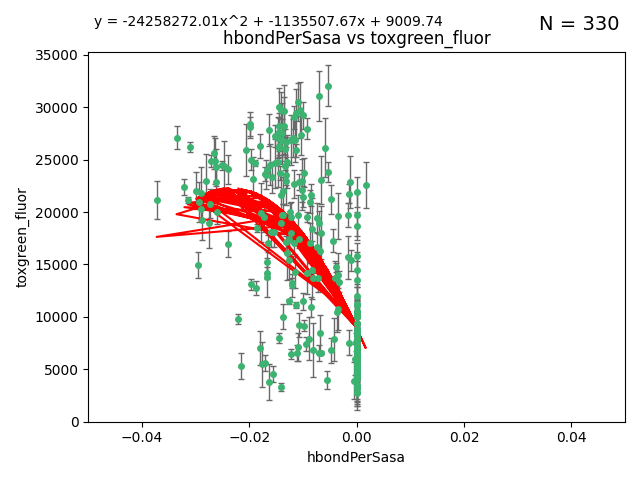 y = -24258272.01x^2 + -1135507.67x + 9009.74
N = 330
hbondPerSasa vs toxgreen_fluor
toxgreen_fluor
35000
30000
25000
20000
15000
10000
5000
0
−0.04
−0.02
0.00
0.02
0.04
hbondPerSasa